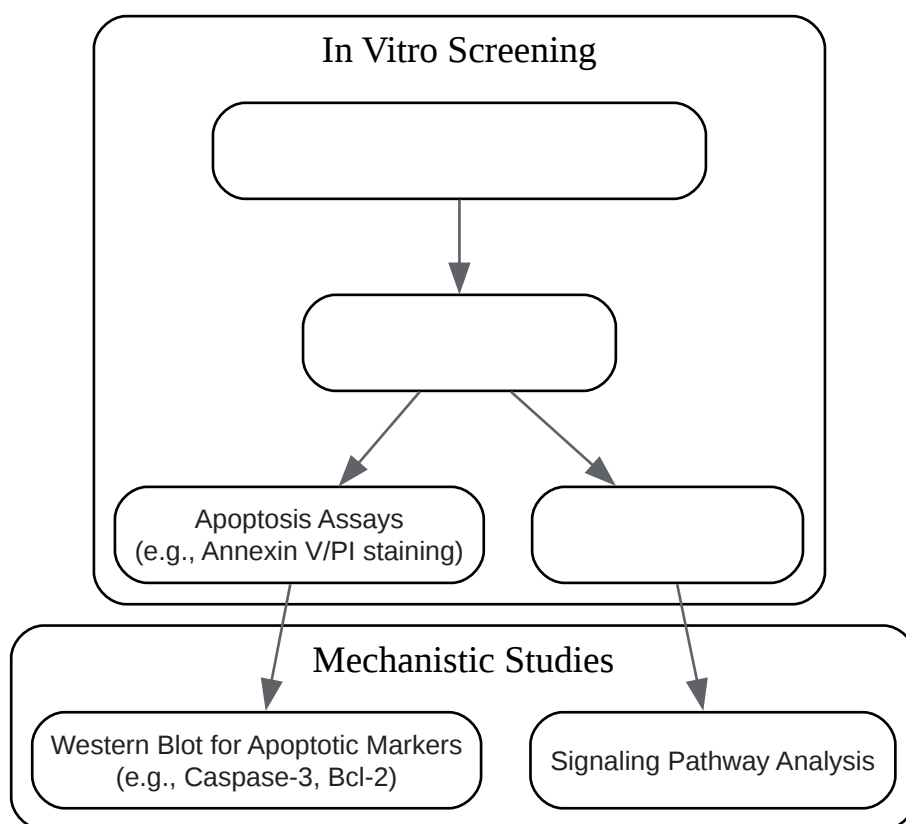 In Vitro Screening
Apoptosis Assays
(e.g., Annexin V/PI staining)
Mechanistic Studies
Western Blot for Apoptotic Markers
(e.g., Caspase-3, Bcl-2)
Signaling Pathway Analysis